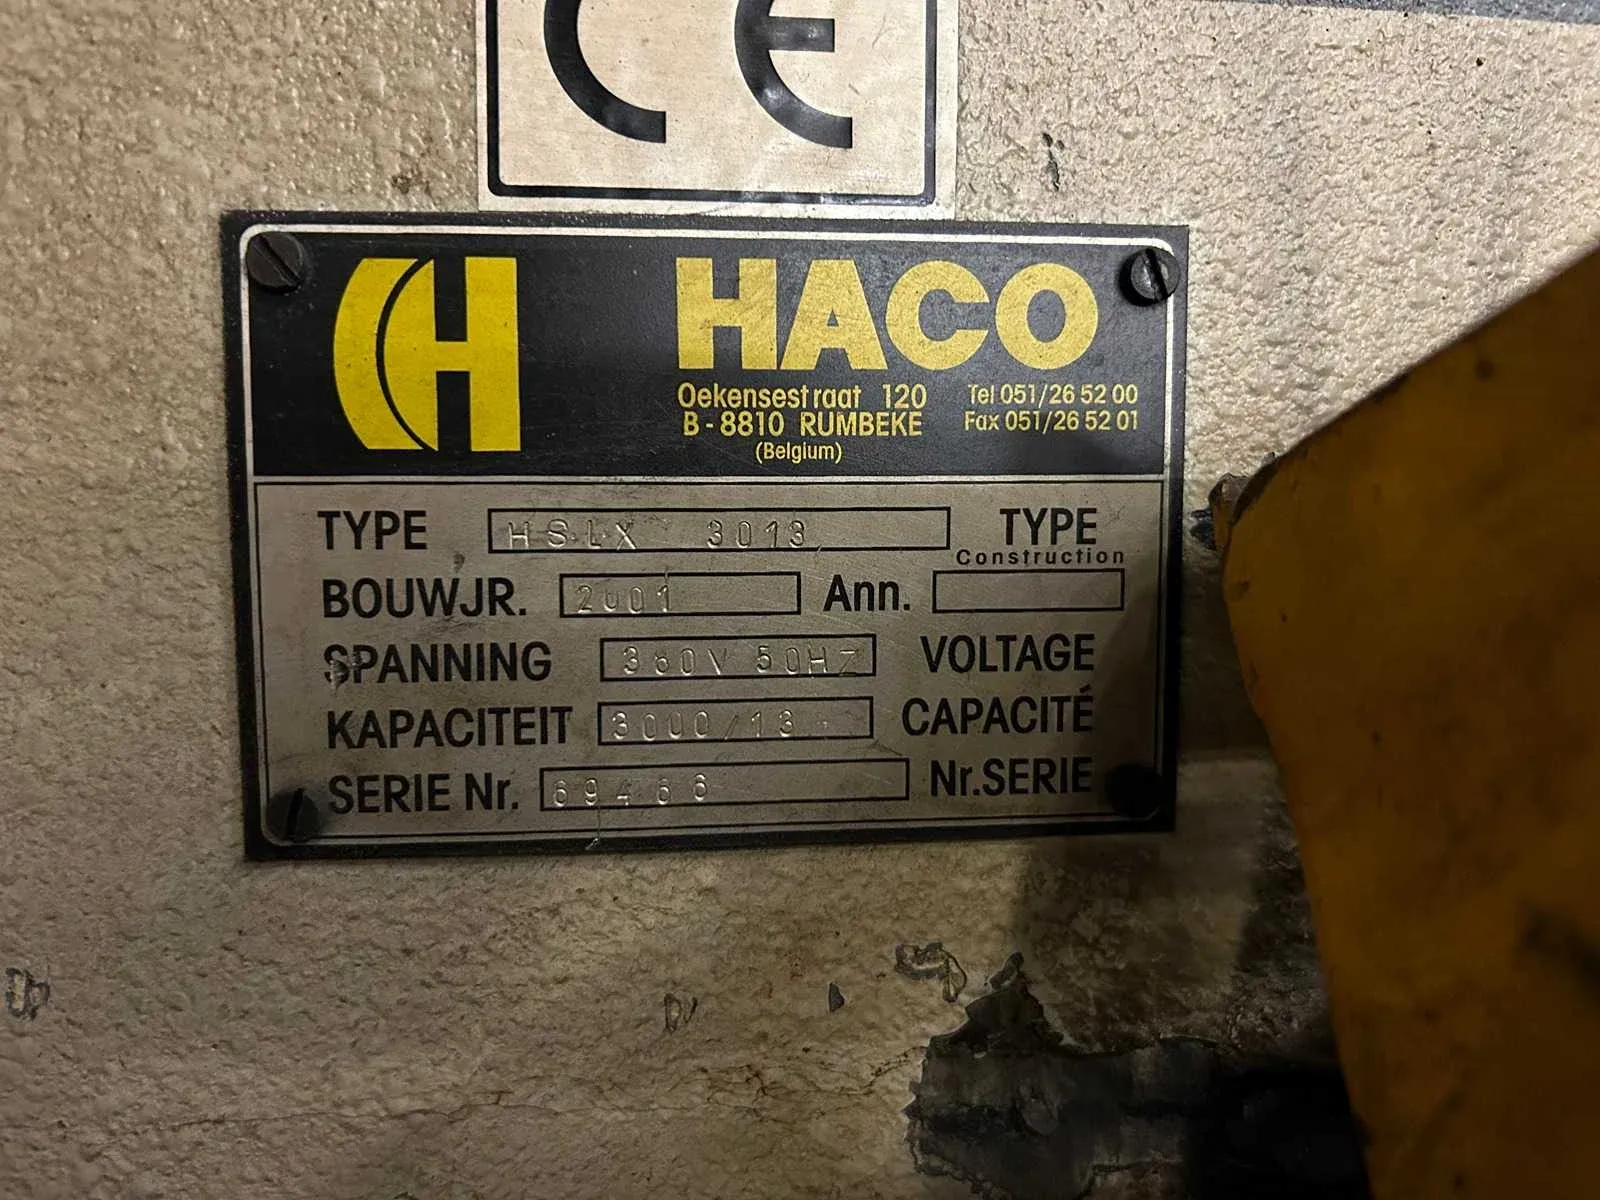 CE
H HACO
Oekensestraat 120 Tel 051/26 52 00
B-8810 RUMBEKE Fax 051/26 52 01
(Belgium)
TYPE HSLX 3013 TYPE
Construction
BOUWJR. 2001 Ann.
SPANNING 380V 50HZ VOLTAGE
KAPACITEIT 3000/13 CAPACITÉ
SERIE Nr. 69466 Nr.SERIE